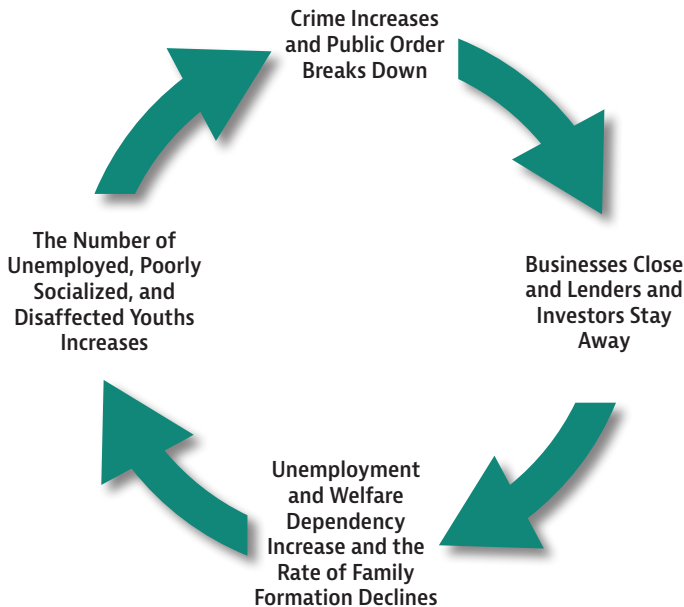 Crime Increases
and Public Order
Breaks Down
Businesses Close
and Lenders and
Investors Stay
Away
Unemployment
and Welfare
Dependency
Increase and the
Rate of Family
Formation Declines
The Number of
Unemployed, Poorly
Socialized, and
Disaffected Youths
Increases